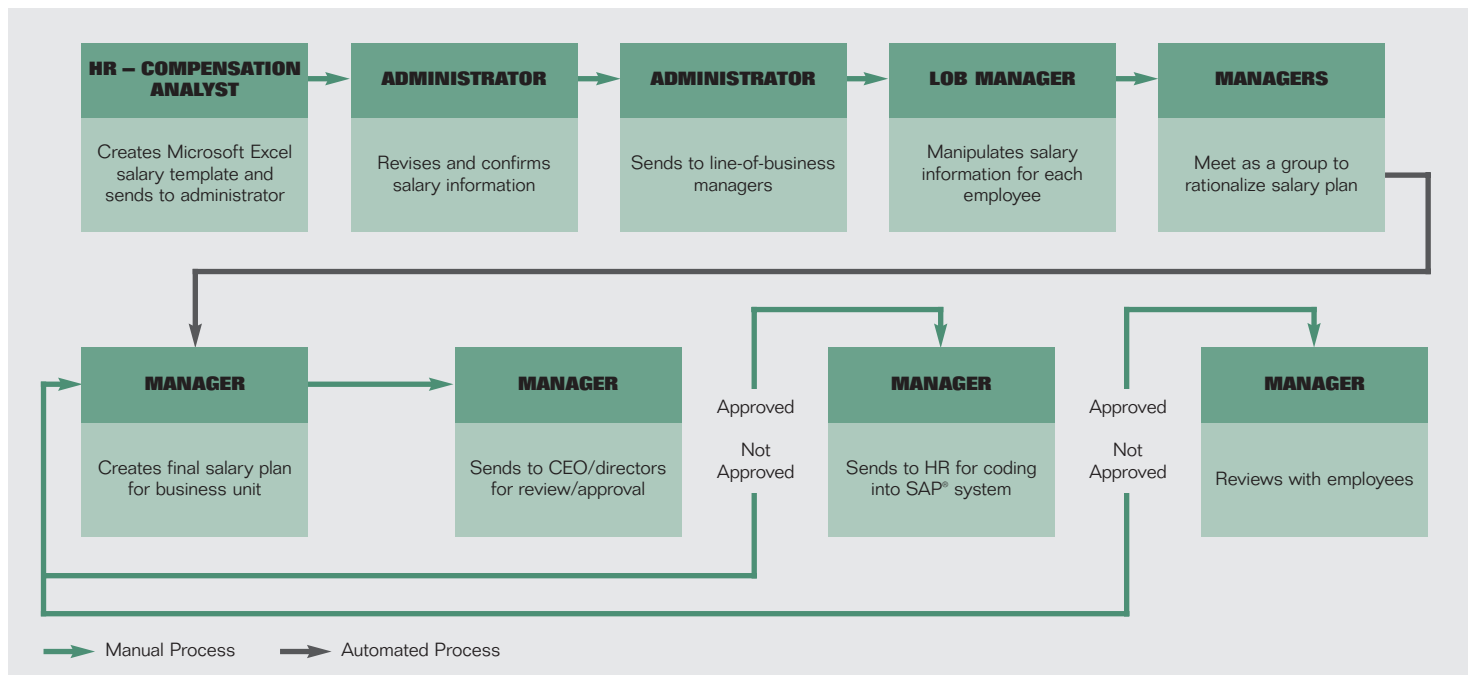 HR – COMPENSATION
ANALYST
Creates Microsoft Excel
salary template and
sends to administrator
ADMINISTRATOR
Revises and confirms
salary information
ADMINISTRATOR
Sends to line-of-business
managers
LOB MANAGER
Manipulates salary
information for each
employee
MANAGERS
Meet as a group to
rationalize salary plan
MANAGER
Creates final salary plan
for business unit
MANAGER
Sends to CEO/directors
for review/approval
Approved
Not
Approved
MANAGER
Sends to HR for coding
into SAP® system
Approved
Not
Approved
MANAGER
Reviews with employees
Manual Process
Automated Process